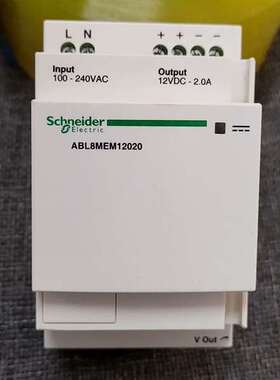 L N + + − −
Input Output
100 - 240VAC 12VDC - 2.0A
Schneider
Electric
ABL8MEM12020
V Out